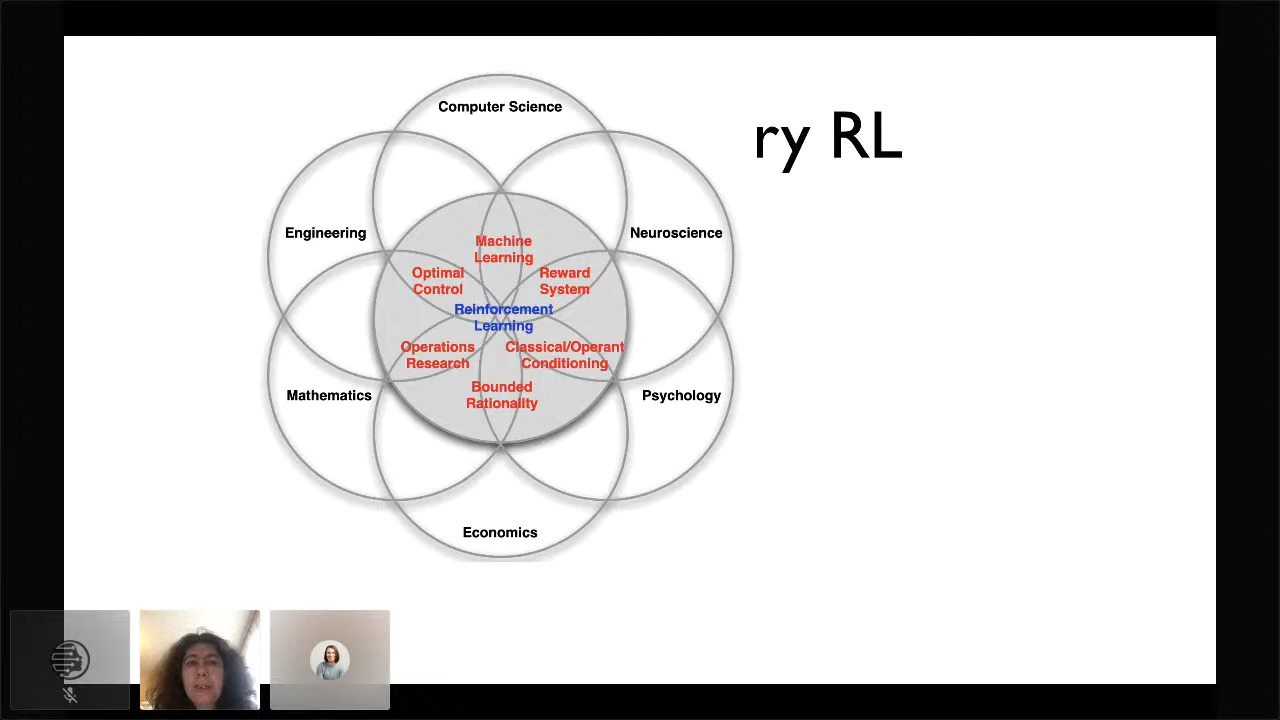 Computer Science
ry RL
Engineering
Neuroscience
Machine
Learning
Optimal
Control
Reward
System
Reinforcement
Learning
Operations
Research
Classical/Operant
Conditioning
Bounded
Rationality
Mathematics
Psychology
Economics